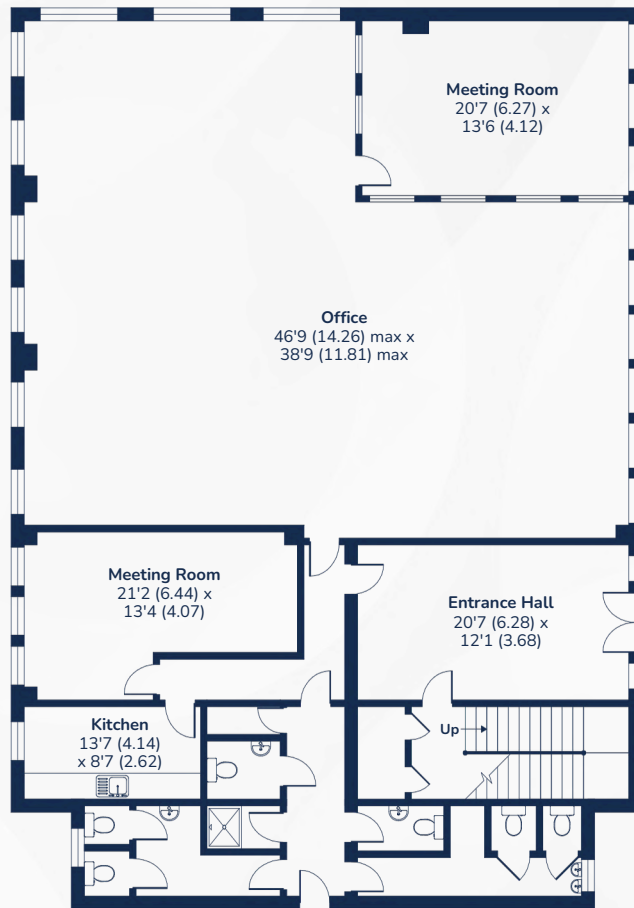 Meeting Room
20'7 (6.27) x
13'6 (4.12)
Office
46'9 (14.26) max x
38'9 (11.81) max
Meeting Room
21'2 (6.44) x
13'4 (4.07)
Entrance Hall
20'7 (6.28) x
12'1 (3.68)
Kitchen
13'7 (4.14)
x 8'7 (2.62)
Up